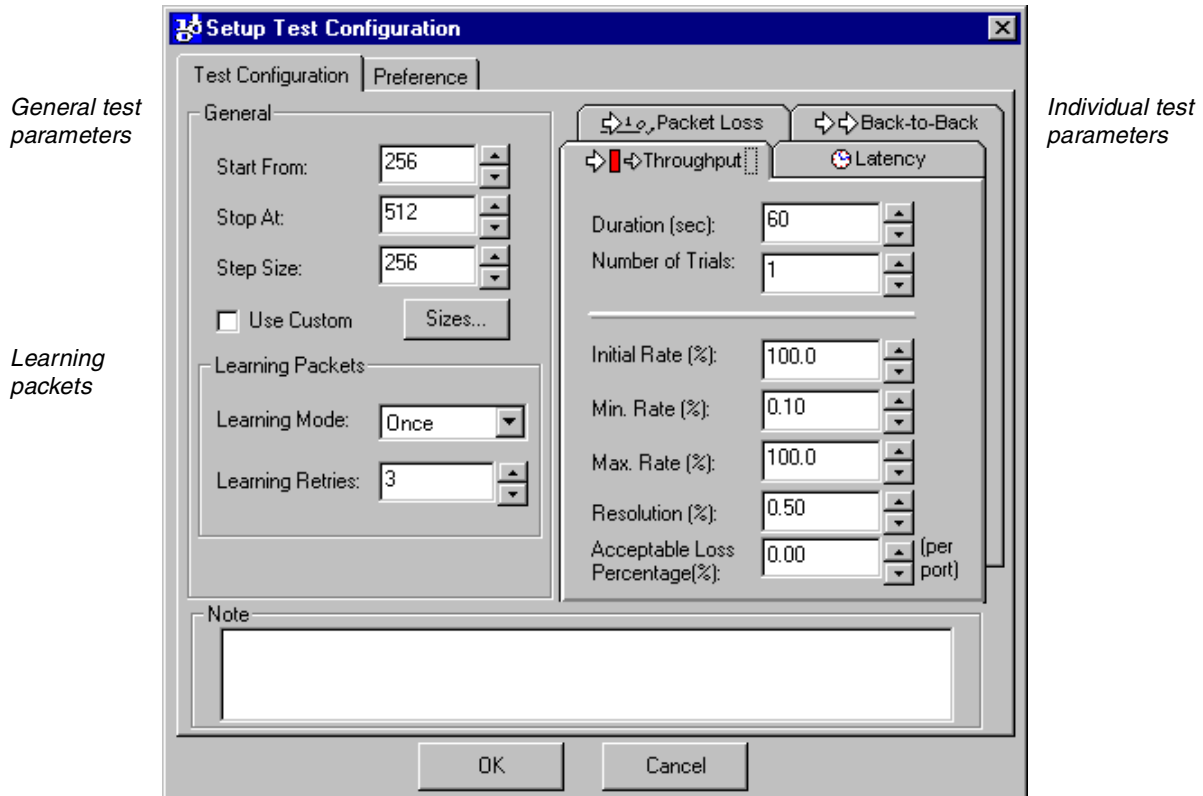 Setup Test Configuration
Test Configuration
Preference
General test
parameters
General
Start From:
256
Stop At:
512
Step Size:
256
Use Custom
Sizes...
Learning
packets
Learning Packets
Learning Mode:
Once
Learning Retries:
3
Individual test
parameters
Packet Loss
Back-to-Back
Throughput
Latency
Duration (sec):
60
Number of Trials:
1
Initial Rate (%):
100.0
Min. Rate (%):
0.10
Max. Rate (%):
100.0
Resolution (%):
0.50
Acceptable Loss
Percentage(%):
0.00
(per
port)
Note
OK
Cancel